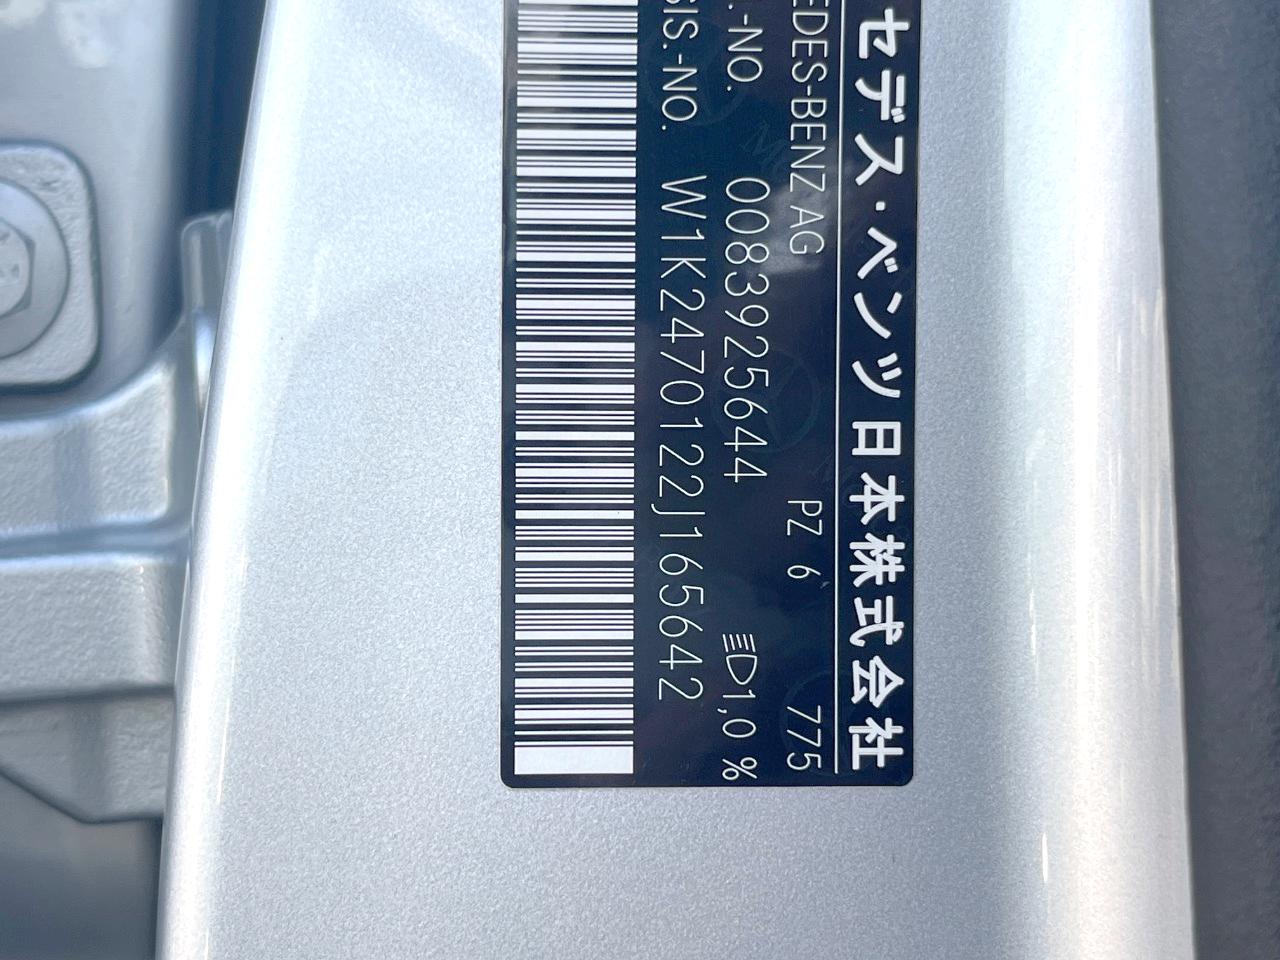 セデス・ベンツ日本株式会社
EDES-BENZ AG PZ 6 775
.-NO. 0083925644 1,0 %
SIS.-NO. W1K2470122J165642